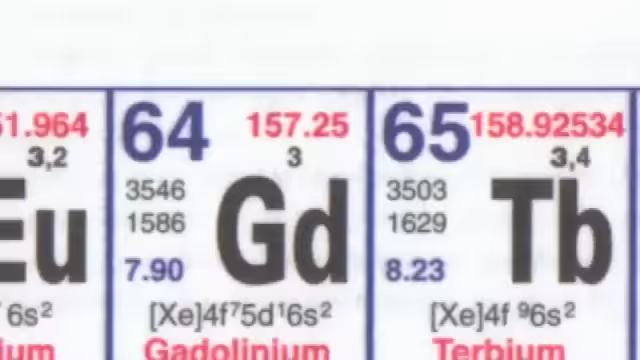 51.964 64 157.25 65 158.92534
3,2 3 3,4
3546 3503
Eu 1586 Gd 1629 Tb
7.90 8.23
6s² [Xe]4f⁷5d¹6s² [Xe]4f ⁹6s²
ium Gadolinium Terbium